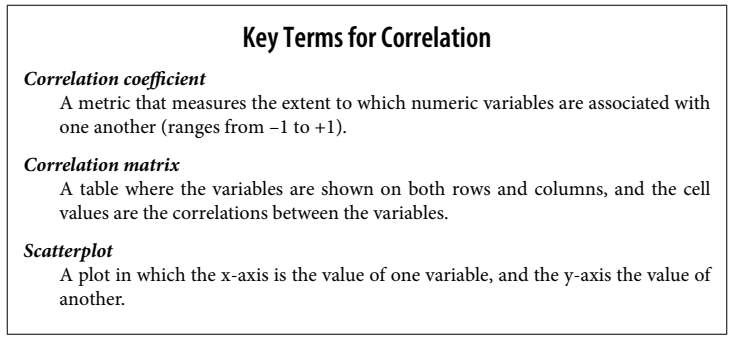 Key Terms for Correlation
Correlation coefficient
A metric that measures the extent to which numeric variables are associated with
one another (ranges from –1 to +1).
Correlation matrix
A table where the variables are shown on both rows and columns, and the cell
values are the correlations between the variables.
Scatterplot
A plot in which the x-axis is the value of one variable, and the y-axis the value of
another.